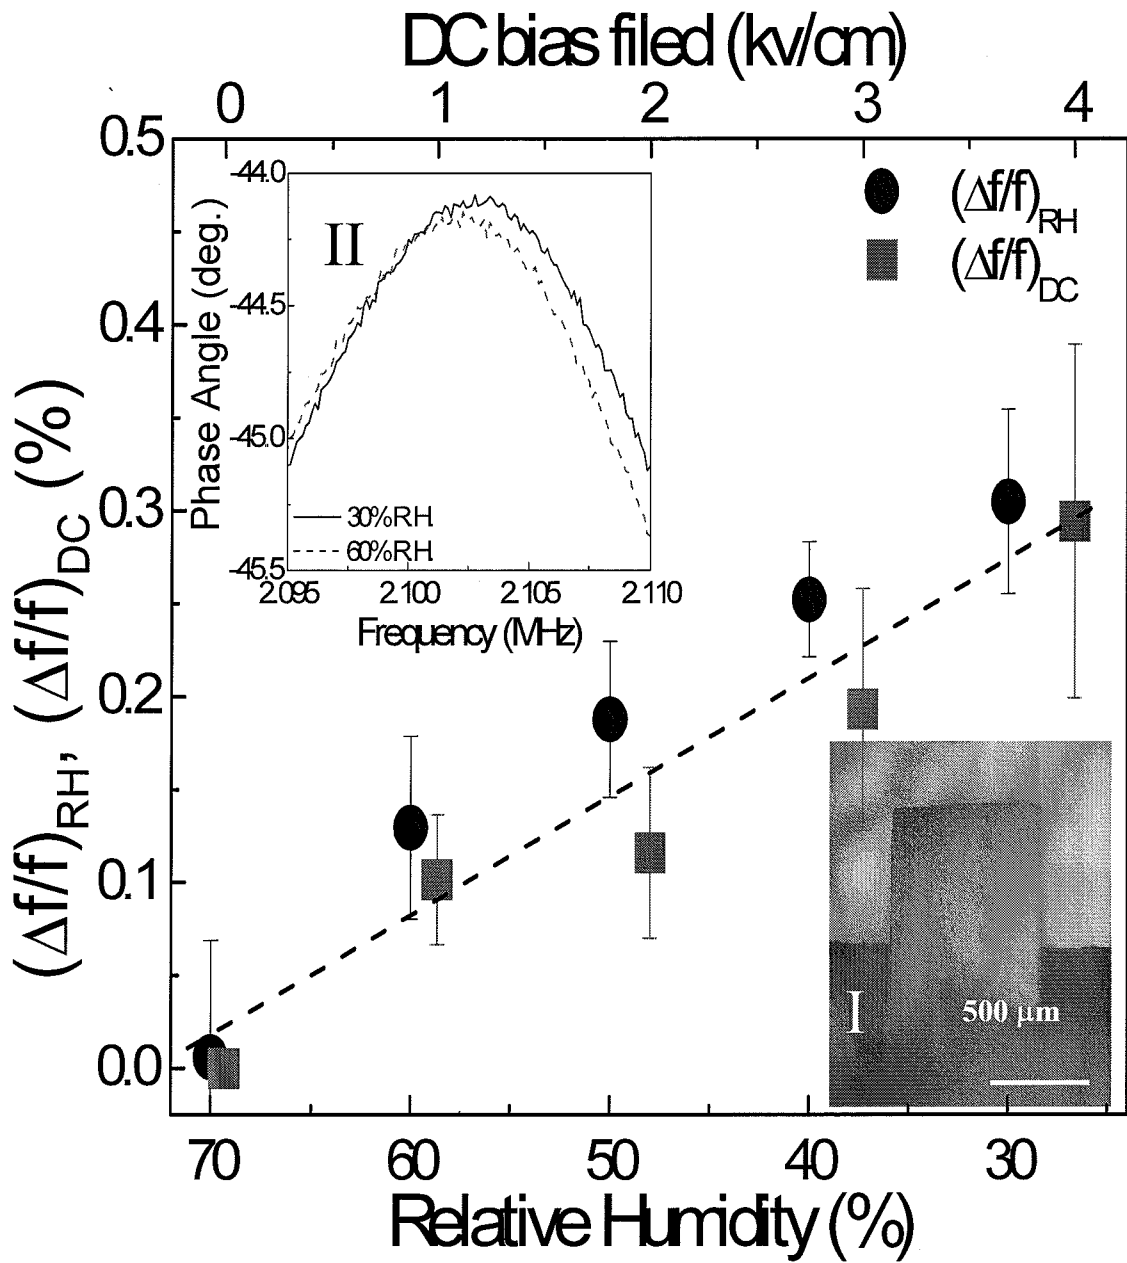 DC bias filed (kv/cm)
0 1 2 3 4
0.5
0.4
0.3
0.2
0.1
0.0
(Δf/f)RH, (Δf/f)DC (%)
(Δf/f)RH
(Δf/f)DC
II
-44.0
-44.5
-45.0
-45.5
Phase Angle (deg.)
30%RH.
60%RH.
2.095 2.100 2.105 2.110
Frequency (MHz)
I
500 μm
70 60 50 40 30
Relative Humidity (%)